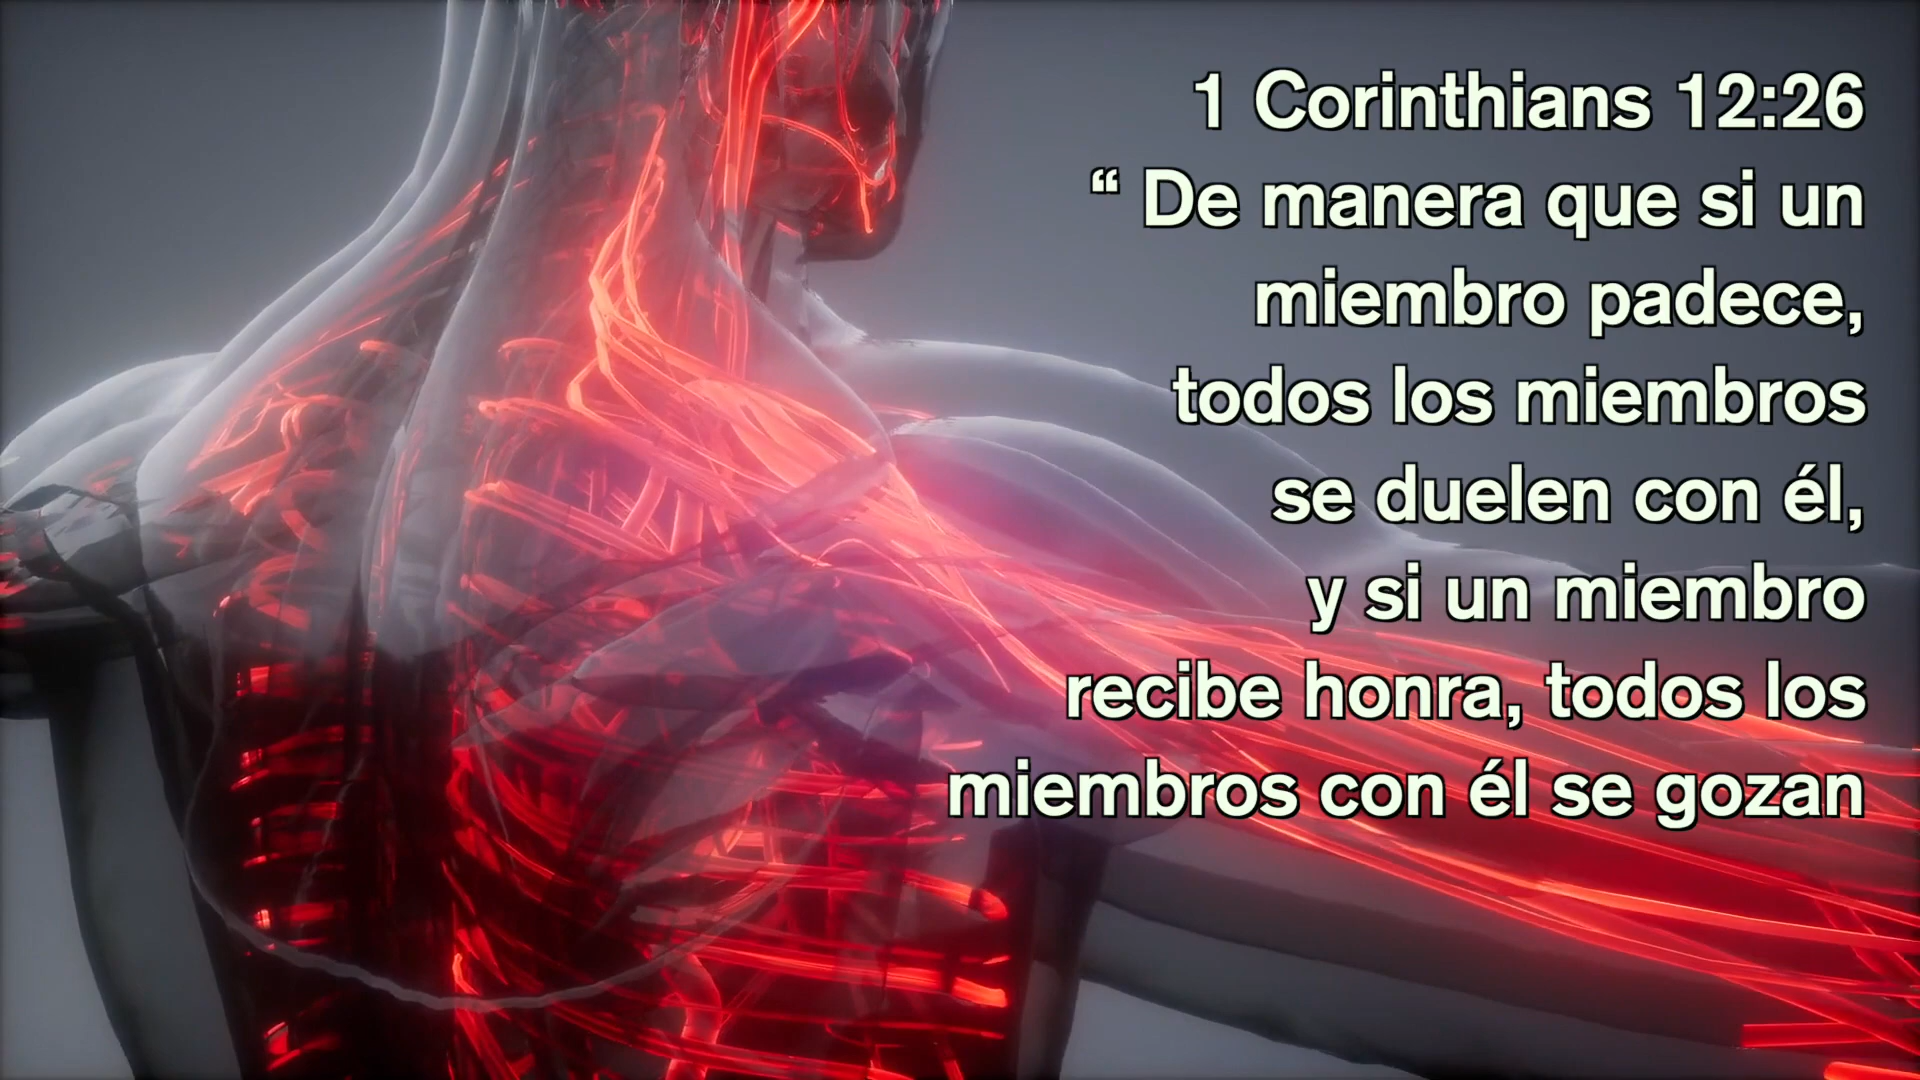 1 Corinthians 12:26
“ De manera que si un
miembro padece,
todos los miembros
se duelen con él,
y si un miembro
recibe honra, todos los
miembros con él se gozan